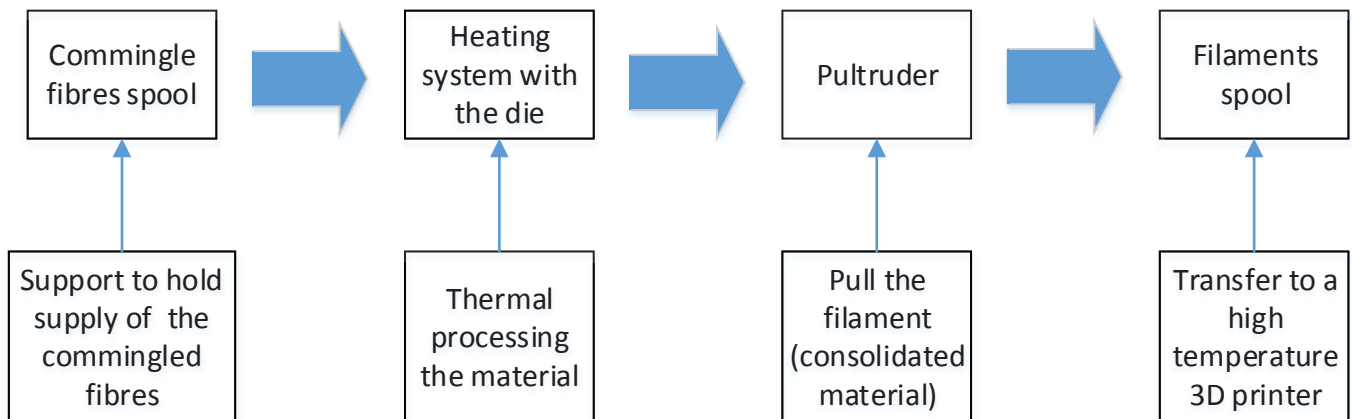 Commingle
fibres spool
Heating
system with
the die
Pultruder
Filaments
spool
Support to hold
supply of the
commingled
fibres
Thermal
processing
the material
Pull the
filament
(consolidated
material)
Transfer to a
high
temperature
3D printer